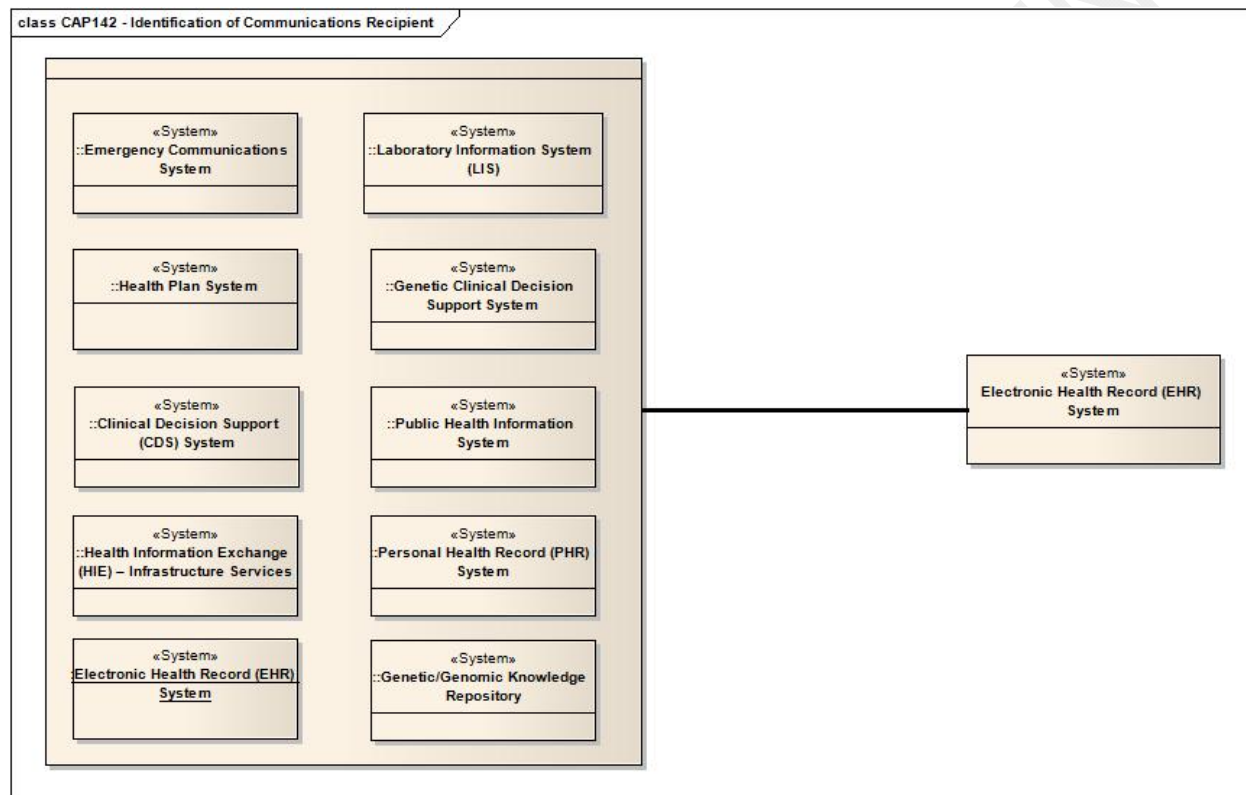 class CAP142 - Identification of Communications Recipient
«System»
::Emergency Communications
System
«System»
::Laboratory Information System
(LIS)
«System»
::Health Plan System
«System»
::Genetic Clinical Decision
Support System
«System»
::Clinical Decision Support
(CDS) System
«System»
::Public Health Information
System
«System»
Electronic Health Record (EHR)
System
«System»
::Health Information Exchange
(HIE) – Infrastructure Services
«System»
:Personal Health Record (PHR)
System
«System»
:Electronic Health Record (EHR)
System
«System»
::Genetic/Genomic Knowledge
Repository